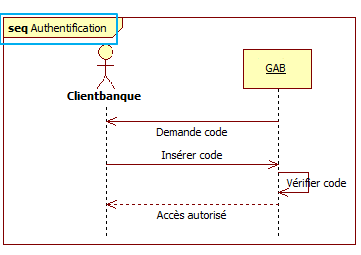 seq Authentification
GAB
Clientbanque
Demande code
Insérer code
Vérifier code
Accès autorisé